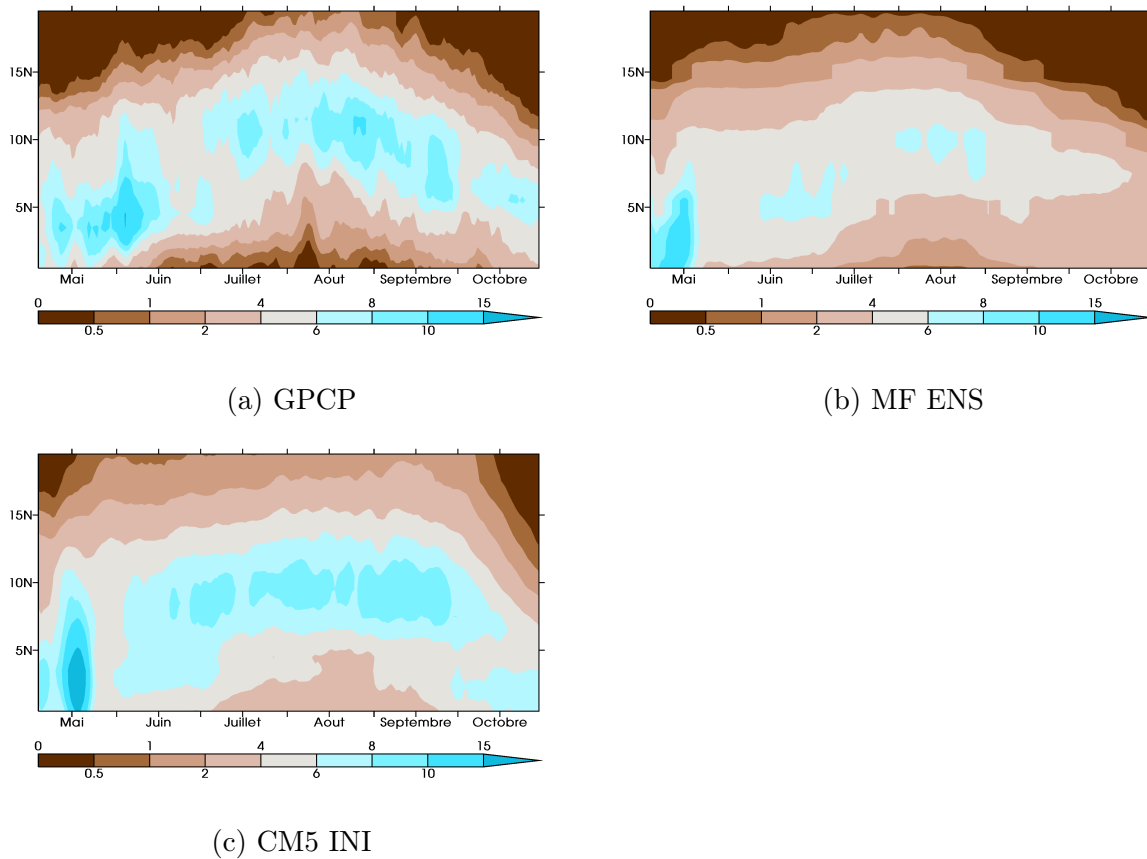 15N
10N
5N
Mai Juin Juillet Aout Septembre Octobre
0 1 4 8 15
0.5 2 6 10
(a) GPCP
15N
10N
5N
Mai Juin Juillet Aout Septembre Octobre
0 1 4 8 15
0.5 2 6 10
(b) MF ENS
15N
10N
5N
Mai Juin Juillet Aout Septembre Octobre
0 1 4 8 15
0.5 2 6 10
(c) CM5 INI